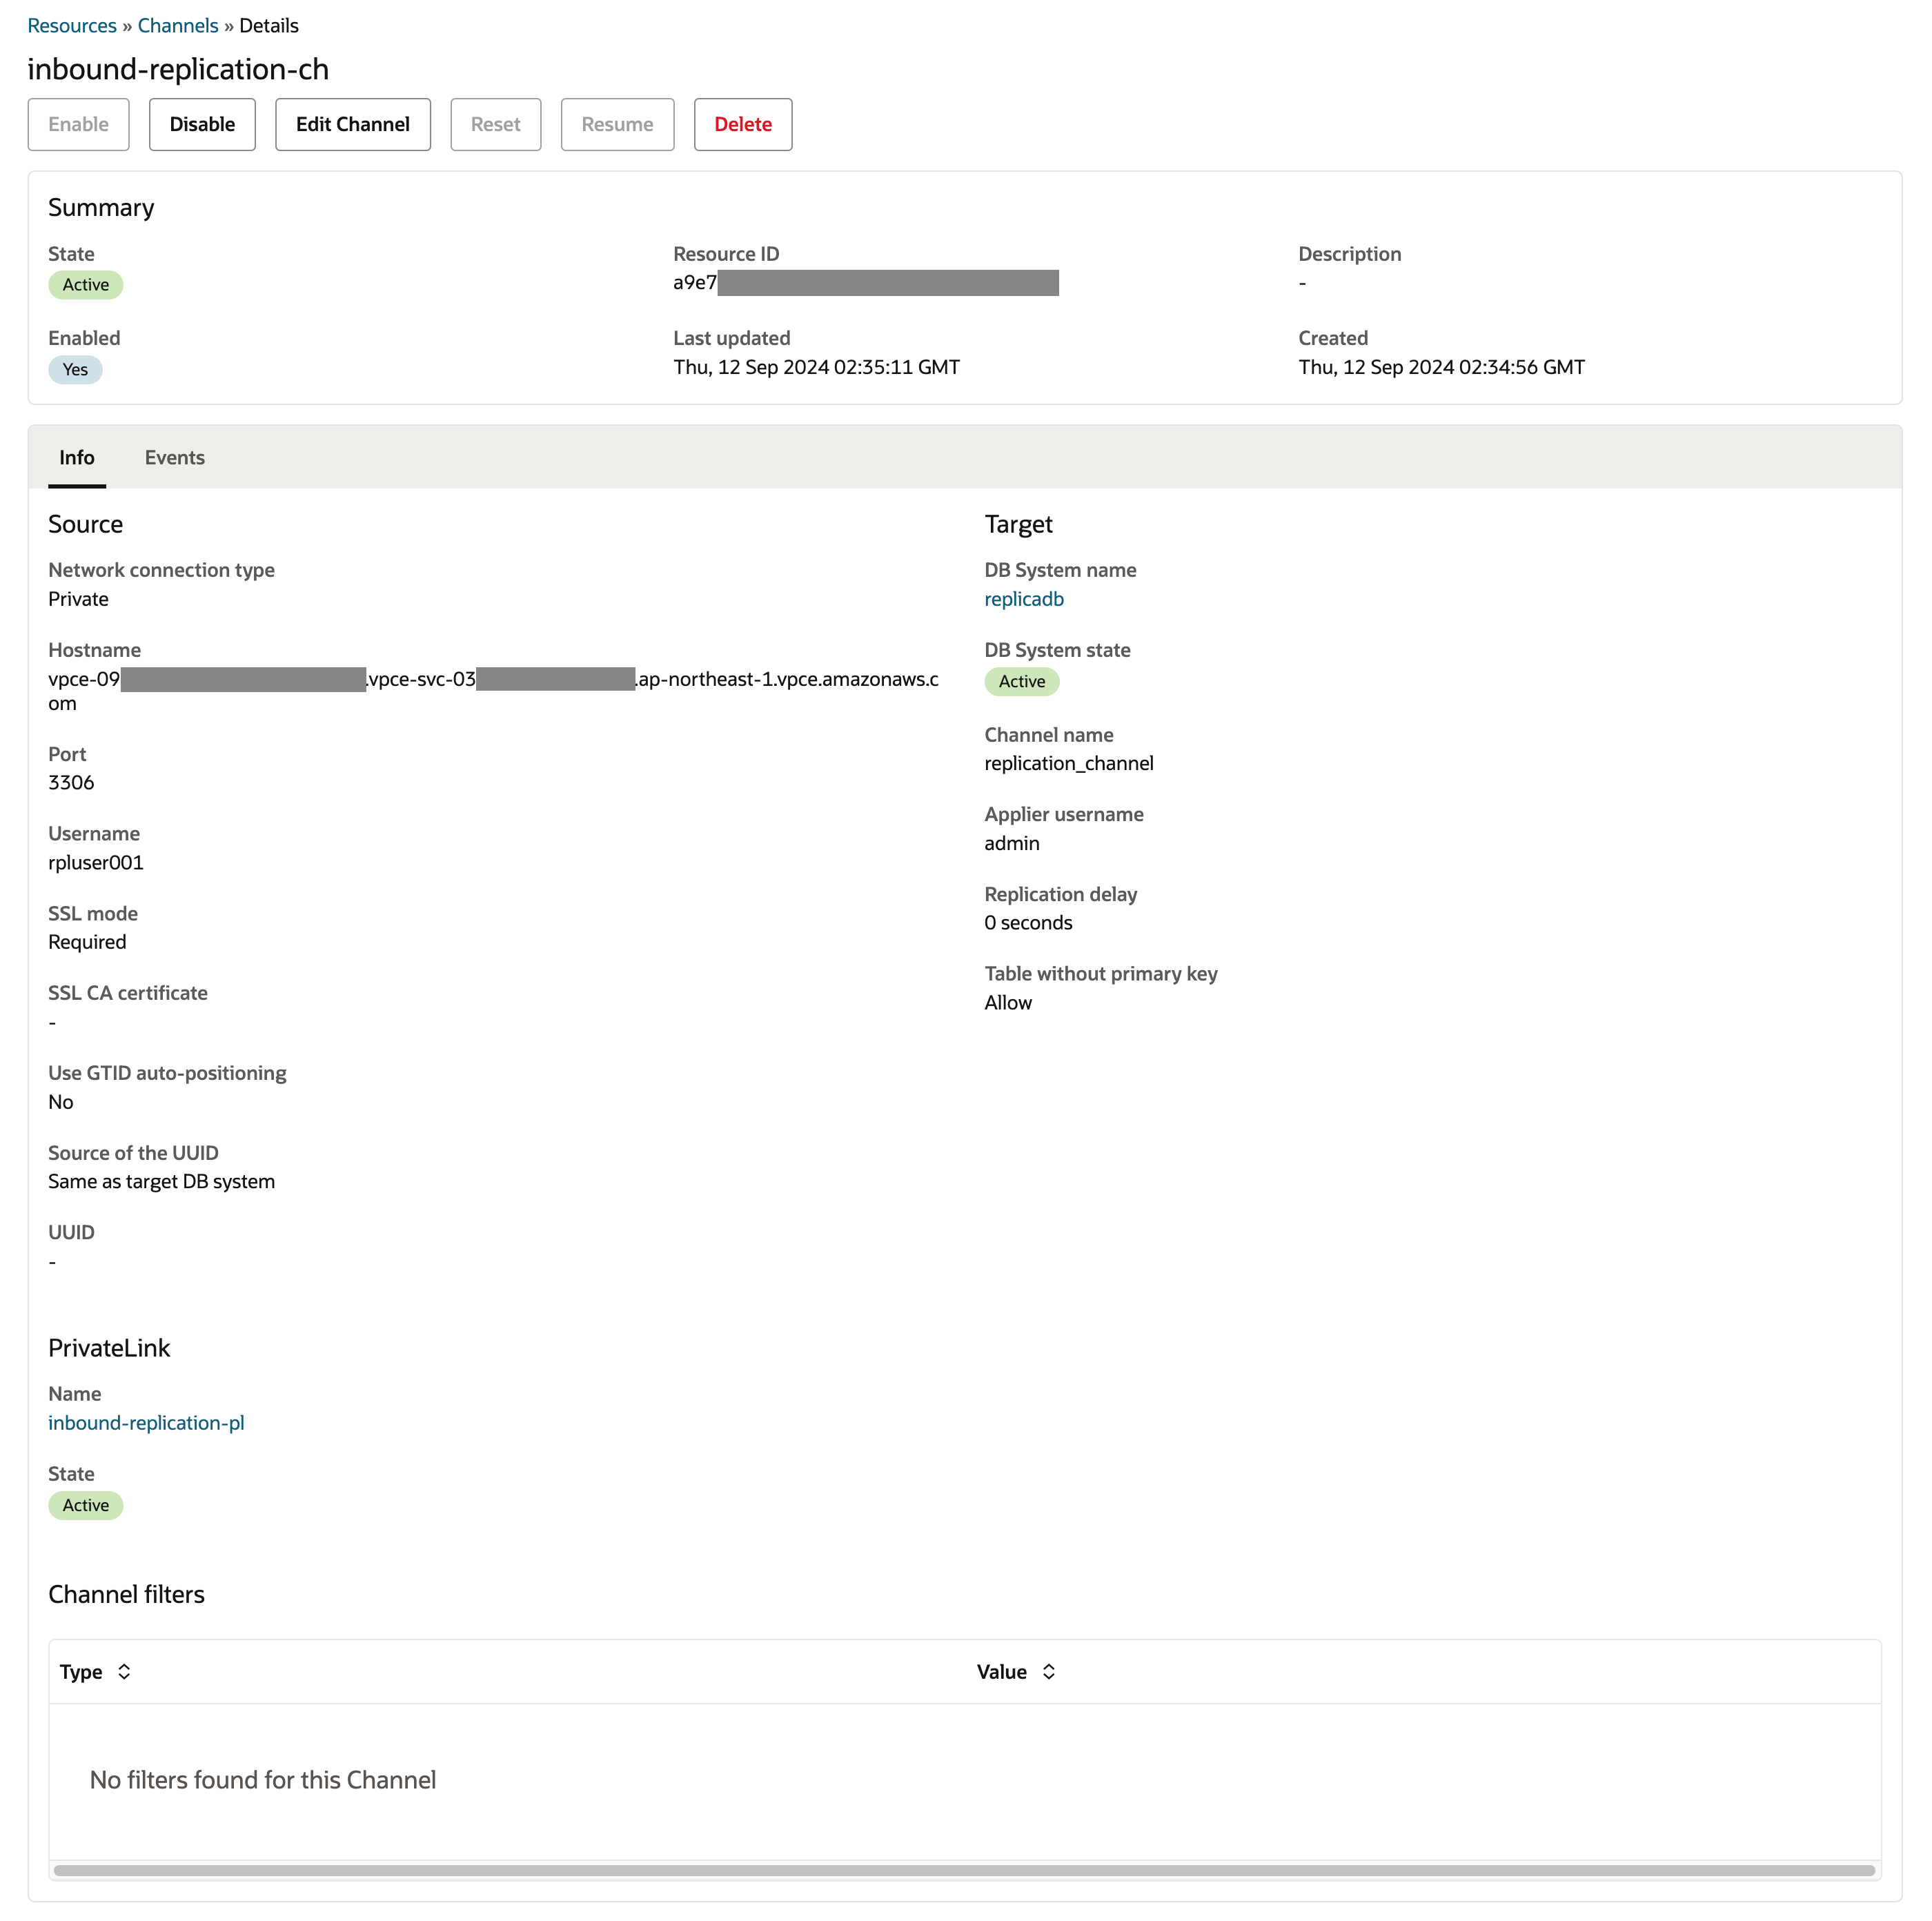 Resources » Channels » Details
inbound-replication-ch
Enable Disable Edit Channel Reset Resume Delete
Summary
State
Active
Resource ID
a9e7
Description
-
Enabled
Yes
Last updated
Thu, 12 Sep 2024 02:35:11 GMT
Created
Thu, 12 Sep 2024 02:34:56 GMT
Info Events
Source
Network connection type
Private
Hostname
vpce-09 .vpce-svc-03 .ap-northeast-1.vpce.amazonaws.c
om
Port
3306
Username
rpluser001
SSL mode
Required
SSL CA certificate
-
Use GTID auto-positioning
No
Source of the UUID
Same as target DB system
UUID
-
Target
DB System name
replicadb
DB System state
Active
Channel name
replication_channel
Applier username
admin
Replication delay
0 seconds
Table without primary key
Allow
PrivateLink
Name
inbound-replication-pl
State
Active
Channel filters
Type Value
No filters found for this Channel